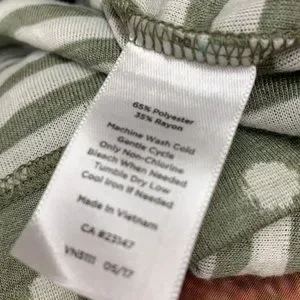 65% Polyester
35% Rayon
Machine Wash Cold
Gentle Cycle
Only Non-Chlorine
Bleach When Needed
Tumble Dry Low
Cool Iron If Needed
Made In Vietnam
CA #23147
VN5111 05/17